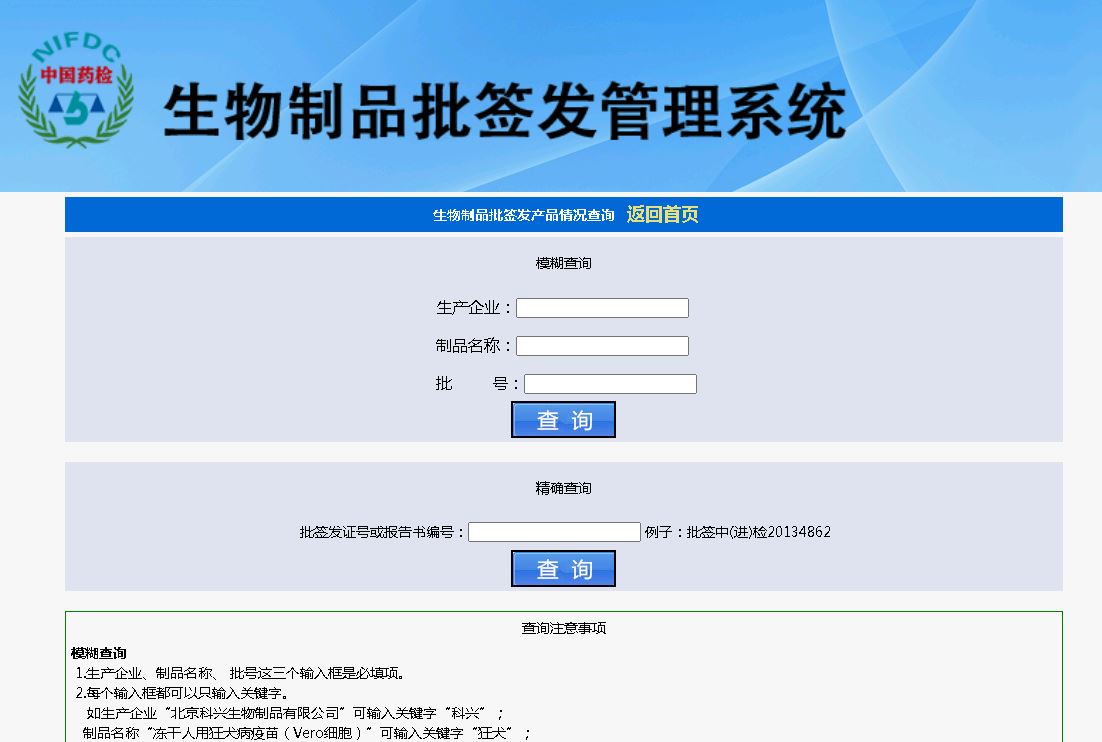 NIFDC
中国药检
生物制品批签发管理系统
生物制品批签发产品情况查询 返回首页
模糊查询
生产企业：
制品名称：
批 号：
查 询
精确查询
批签发证号或报告书编号： 例子：批签中(进)检20134862
查 询
查询注意事项
模糊查询
1.生产企业、制品名称、 批号这三个输入框是必填项。
2.每个输入框都可以只输入关键字。
如生产企业“北京科兴生物制品有限公司”可输入关键字“科兴” ；
制品名称“冻干人用狂犬病疫苗（Vero细胞）”可输入关键字“狂犬” ；